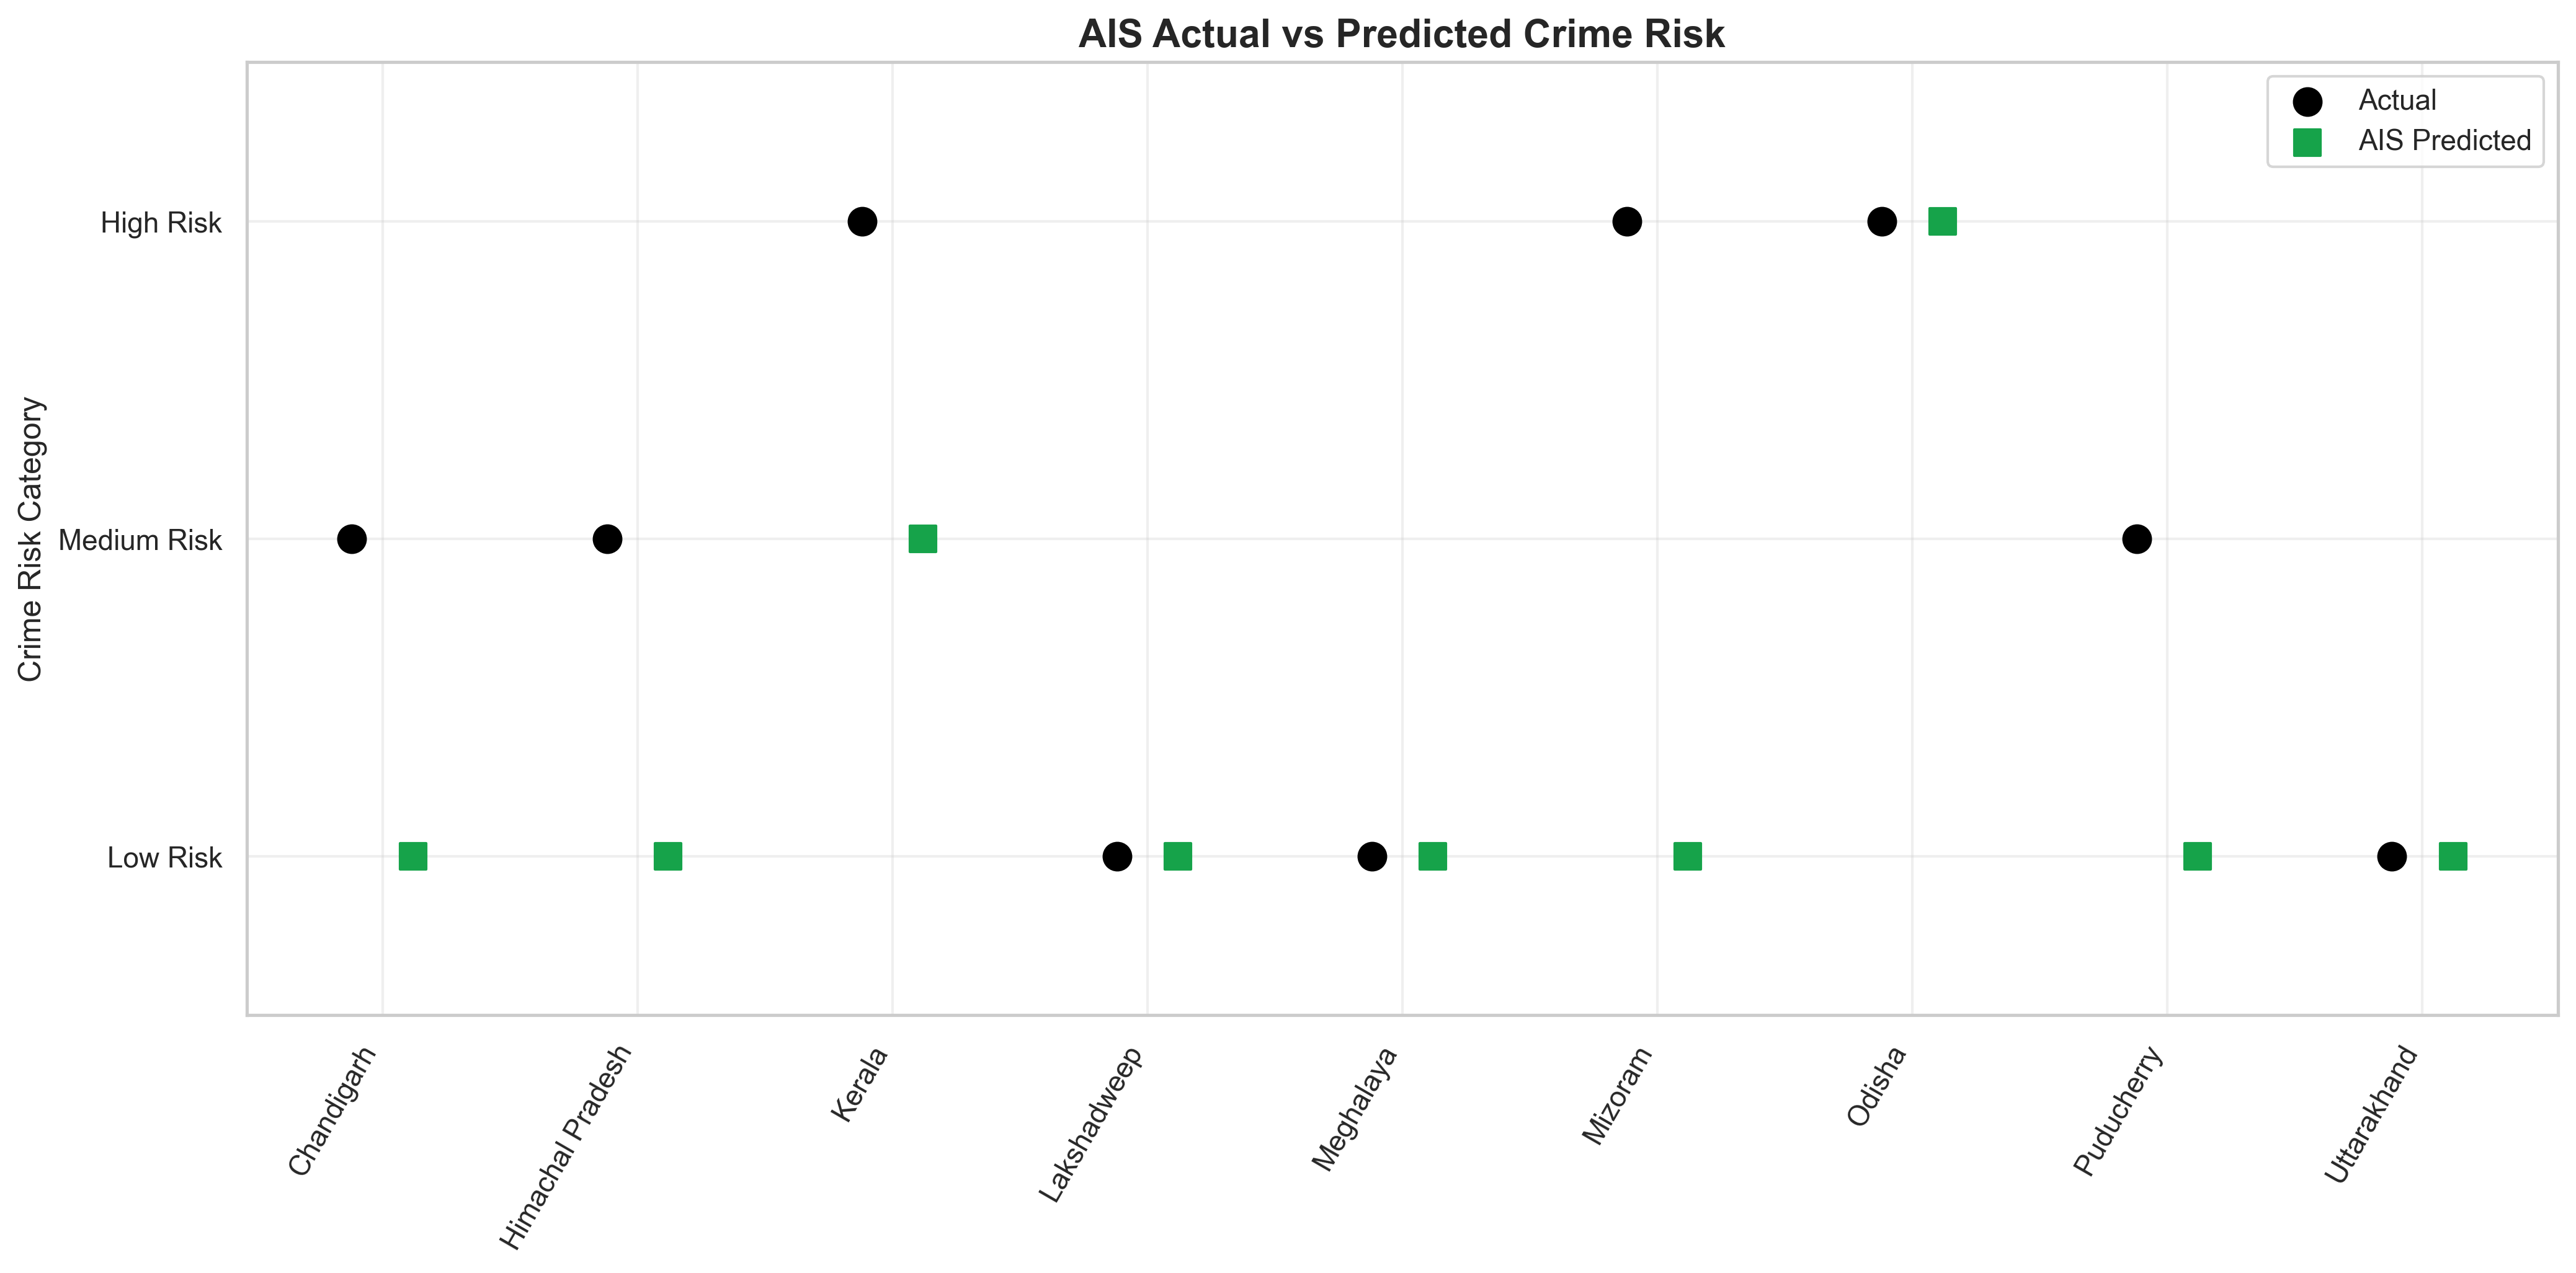 AIS Actual vs Predicted Crime Risk
Actual
AIS Predicted
High Risk
Medium Risk
Low Risk
Crime Risk Category
Chandigarh
Himachal Pradesh
Kerala
Lakshadweep
Meghalaya
Mizoram
Odisha
Puducherry
Uttarakhand